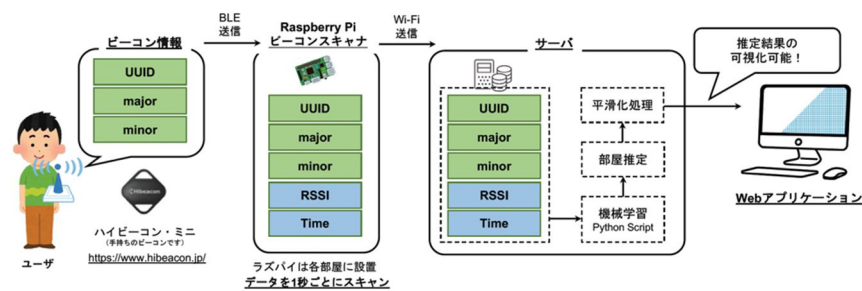 ビーコン情報
UUID
major
minor
Hibeacon
ハイビーコン・ミニ
(手持ちのビーコンです)
https://www.hibeacon.jp/
ユーザ
BLE
送信
Raspberry Pi
ビーコンスキャナ
UUID
major
minor
RSSI
Time
ラズパイは各部屋に設置
データを1秒ごとにスキャン
Wi-Fi
送信
サーバ
UUID
major
minor
RSSI
Time
平滑化処理
部屋推定
機械学習
Python Script
推定結果の
可視化可能！
Webアプリケーション